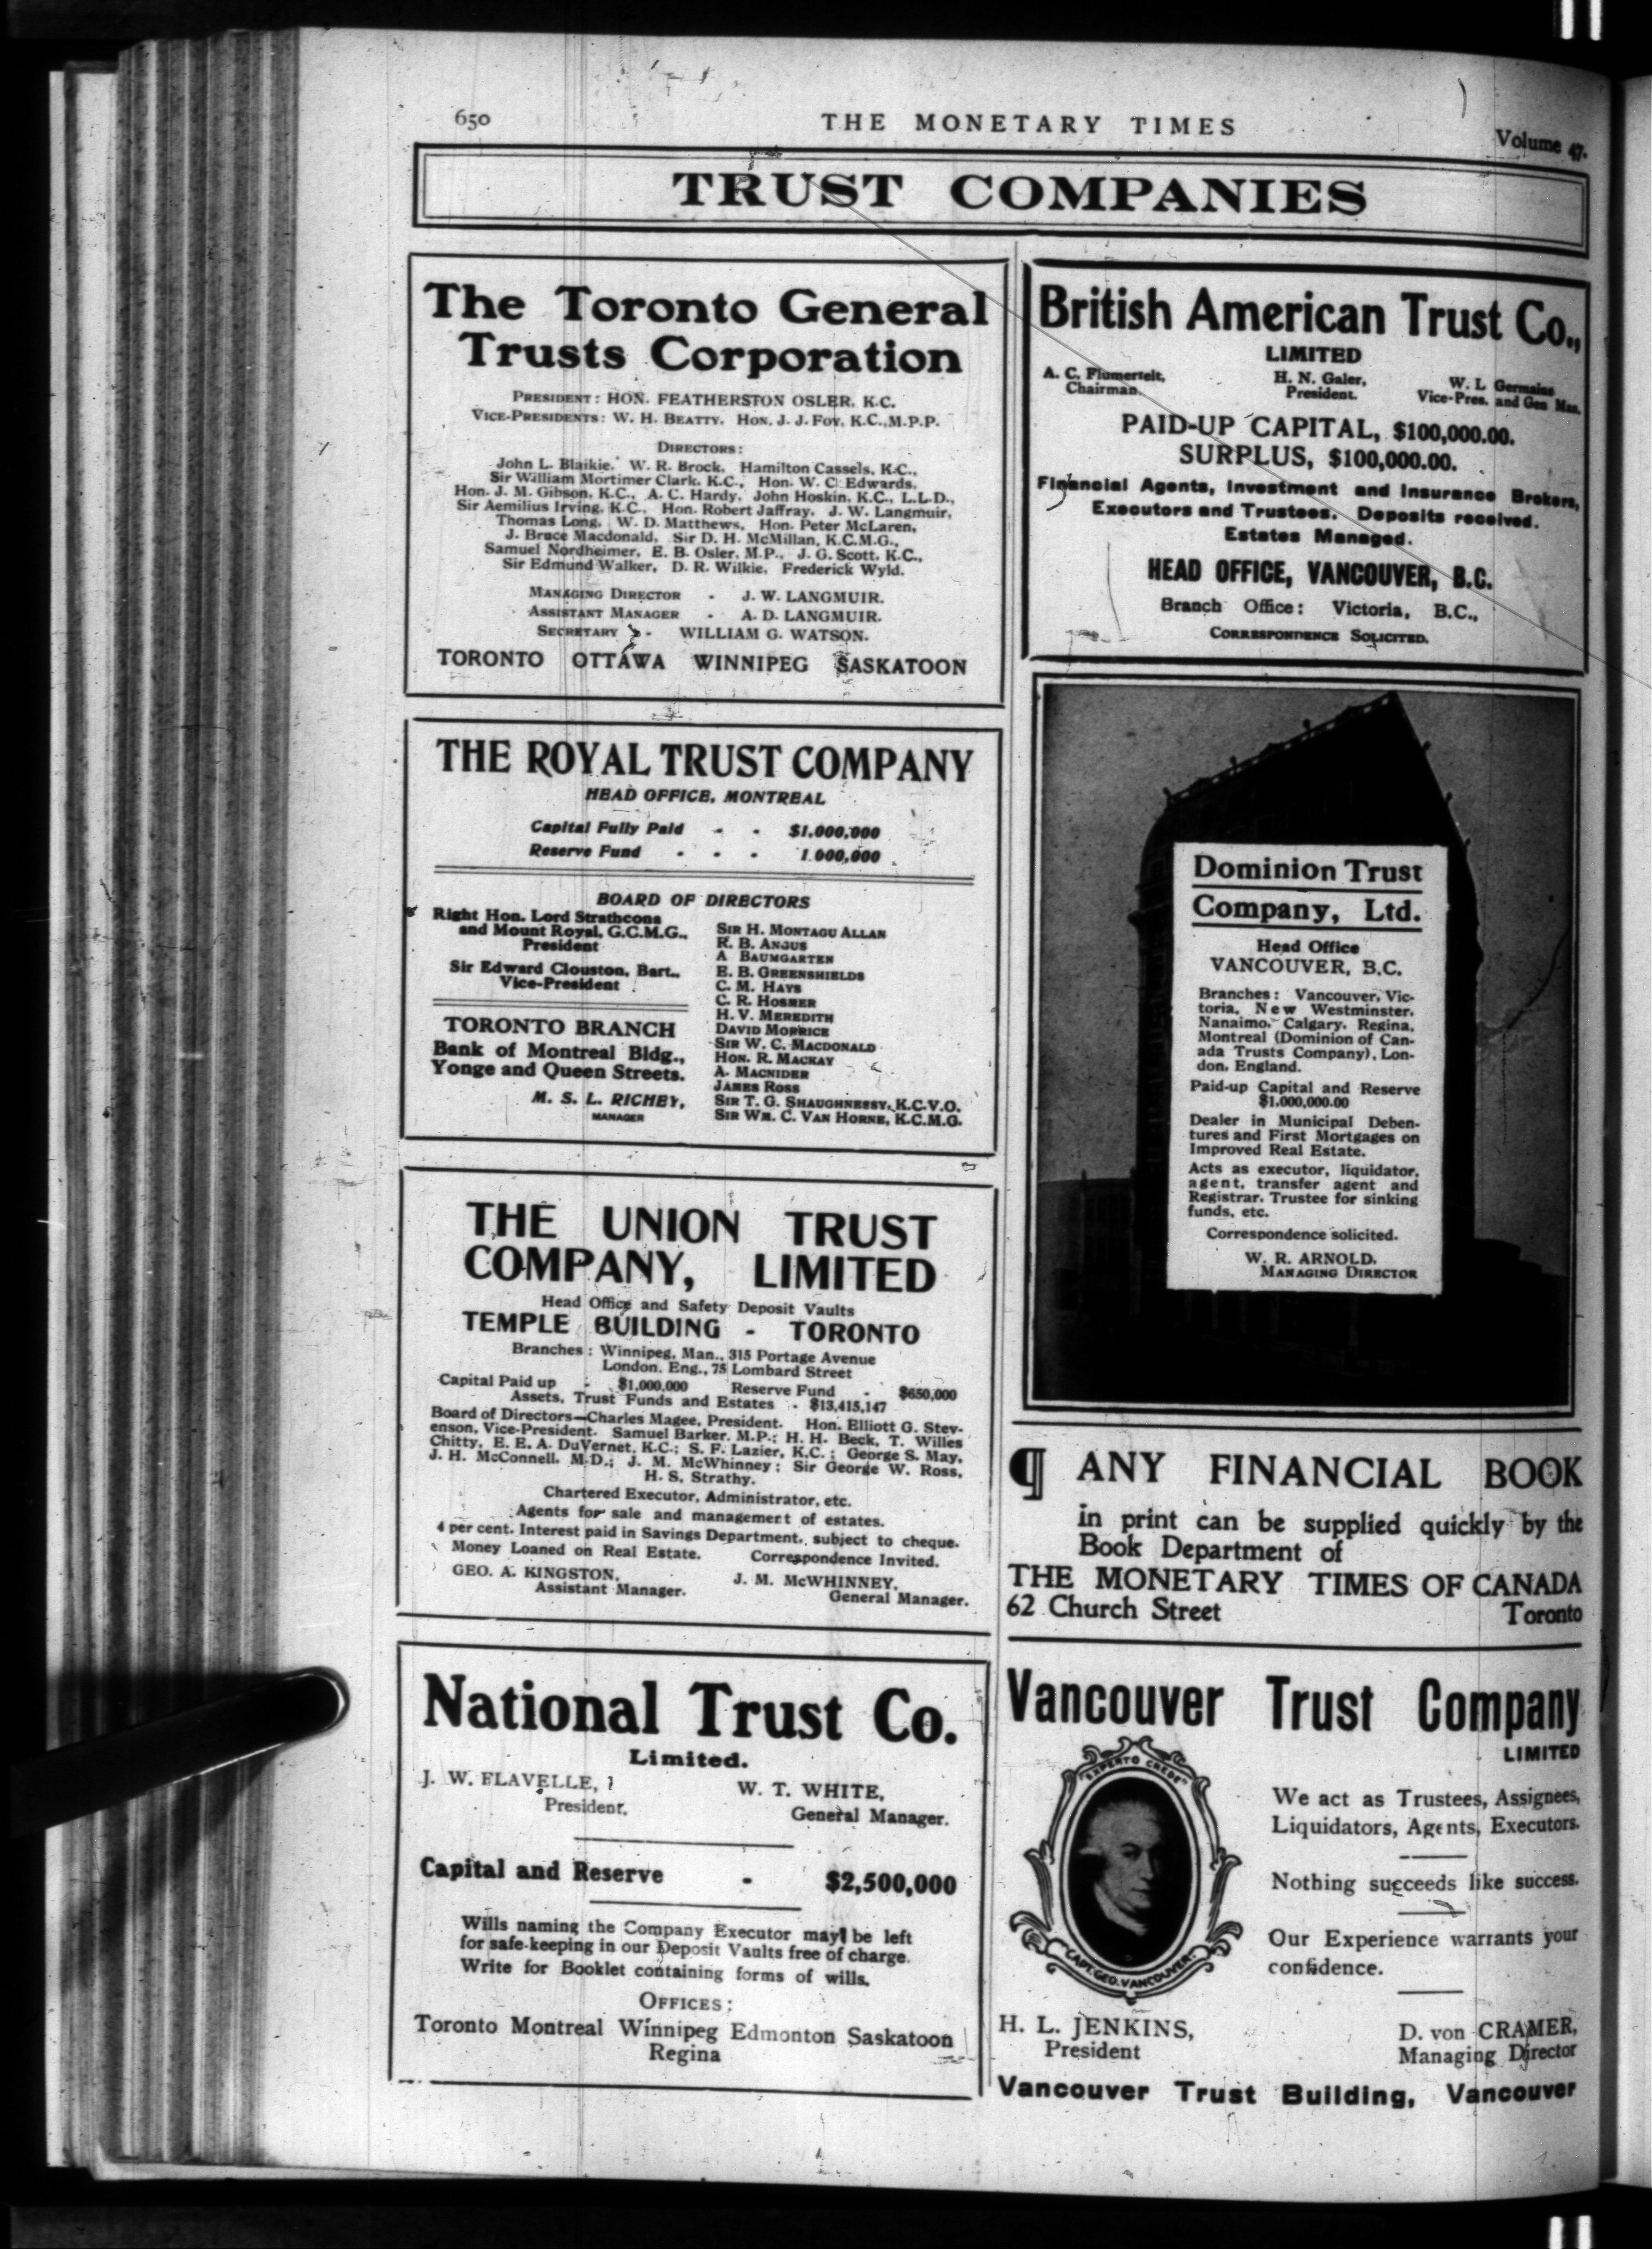 650
THE MONETARY TIMES
Volume 47.
TRUST COMPANIES
The Toronto General
Trusts Corporation
PRESIDENT: HON. FEATHERSTON OSLER, K.C.
VICE-PRESIDENTS: W. H. BEATTY, HON. J. J. FOY, K.C., M.P.P.
DIRECTORS:
John L. Blaikie, W. R. Brock, Hamilton Cassels, K.C.,
Sir William Mortimer Clark, K.C., Hon. W. C. Edwards,
Hon. J. M. Gibson, K.C., A. C. Hardy, John Hoskin, K.C., L.L.D.,
Sir Aemilius Irving, K.C., Hon. Robert Jaffray, J. W. Langmuir,
Thomas Long, W. D. Matthews, Hon. Peter McLaren,
J. Bruce Macdonald, Sir D. H. McMillan, K.C.M.G.,
Samuel Nordheimer, E. B. Osler, M.P., J. G. Scott, K.C.,
Sir Edmund Walker, D. R. Wilkie, Frederick Wyld.
MANAGING DIRECTOR - J. W. LANGMUIR.
ASSISTANT MANAGER - A. D. LANGMUIR.
SECRETARY - WILLIAM G. WATSON.
TORONTO OTTAWA WINNIPEG SASKATOON
THE ROYAL TRUST COMPANY
HEAD OFFICE, MONTREAL
Capital Fully Paid - - $1,000,000
Reserve Fund - - - 1,000,000
BOARD OF DIRECTORS
Right Hon. Lord Strathcona
and Mount Royal, G.C.M.G.,
President
Sir Edward Clouston, Bart.,
Vice-President
TORONTO BRANCH
Bank of Montreal Bldg.,
Yonge and Queen Streets.
M. S. L. RICHEY,
MANAGER
SIR H. MONTAGU ALLAN
R. B. ANGUS
A BAUMGARTEN
E. B. GREENSHIELDS
C. M. HAYS
C. R. HOSMER
H. V. MEREDITH
DAVID MORRICE
SIR W. C. MACDONALD
HON. R. MACKAY
A. MACNIDER
JAMES ROSS
SIR T. G. SHAUGHNESSY, K.C.V.O.
SIR WM. C. VAN HORNE, K.C.M.G.
THE UNION TRUST
COMPANY, LIMITED
Head Office and Safety Deposit Vaults
TEMPLE BUILDING - TORONTO
Branches: Winnipeg, Man., 315 Portage Avenue
London, Eng., 75 Lombard Street
Capital Paid up - $1,000,000 Reserve Fund - $650,000
Assets, Trust Funds and Estates - $13,415,147
Board of Directors—Charles Magee, President. Hon. Elliott G. Stev-
enson, Vice-President. Samuel Barker, M.P.; H. H. Beck, T. Willes
Chitty, E. E. A. DuVernet, K.C.; S. F. Lazier, K.C.; George S. May,
J. H. McConnell, M.D.; J. M. McWhinney; Sir George W. Ross,
H. S. Strathy.
Chartered Executor, Administrator, etc.
Agents for sale and management of estates.
4 per cent. Interest paid in Savings Department, subject to cheque.
Money Loaned on Real Estate. Correspondence Invited.
GEO. A. KINGSTON, J. M. McWHINNEY,
Assistant Manager. General Manager.
National Trust Co.
Limited.
J. W. FLAVELLE, W. T. WHITE,
President. General Manager.
Capital and Reserve - $2,500,000
Wills naming the Company Executor may be left
for safe-keeping in our Deposit Vaults free of charge.
Write for Booklet containing forms of wills.
OFFICES:
Toronto Montreal Winnipeg Edmonton Saskatoon
Regina
British American Trust Co.,
LIMITED
A. C. Flumerfelt, H. N. Galer, W. L Germaine
Chairman. President. Vice-Pres. and Gen Man.
PAID-UP CAPITAL, $100,000.00.
SURPLUS, $100,000.00.
Financial Agents, Investment and Insurance Brokers,
Executors and Trustees. Deposits received.
Estates Managed.
HEAD OFFICE, VANCOUVER, B.C.
Branch Office: Victoria, B.C.,
CORRESPONDENCE SOLICITED.
Dominion Trust
Company, Ltd.
Head Office
VANCOUVER, B.C.
Branches: Vancouver, Vic-
toria, New Westminster,
Nanaimo, Calgary, Regina,
Montreal (Dominion of Can-
ada Trusts Company), Lon-
don, England.
Paid-up Capital and Reserve
$1,000,000.00
Dealer in Municipal Deben-
tures and First Mortgages on
Improved Real Estate.
Acts as executor, liquidator,
agent, transfer agent and
Registrar. Trustee for sinking
funds, etc.
Correspondence solicited.
W. R. ARNOLD,
MANAGING DIRECTOR
¶ ANY FINANCIAL BOOK
in print can be supplied quickly by the
Book Department of
THE MONETARY TIMES OF CANADA
62 Church Street Toronto
Vancouver Trust Company
LIMITED
"EXPERTO CREDE"
CAPT. GEO. VANCOUVER
We act as Trustees, Assignees,
Liquidators, Agents, Executors.
Nothing succeeds like success.
Our Experience warrants your
confidence.
H. L. JENKINS, D. von CRAMER,
President Managing Director
Vancouver Trust Building, Vancouver